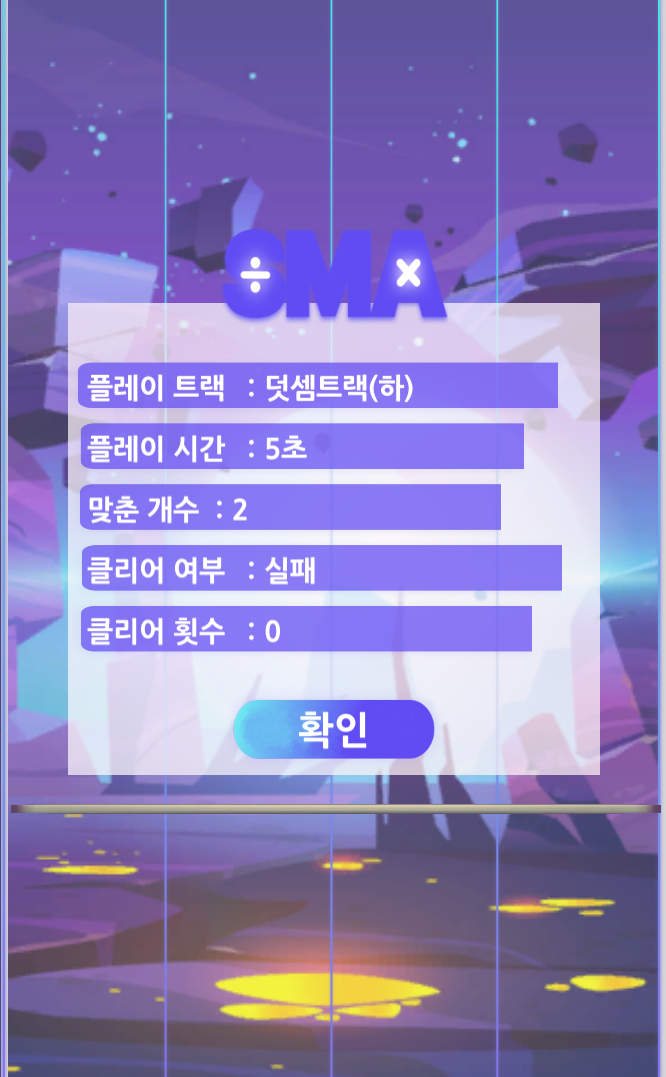 SMA
÷ ×
플레이 트랙 : 덧셈트랙(하)
플레이 시간 : 5초
맞춘 개수 : 2
클리어 여부 : 실패
클리어 횟수 : 0
확인